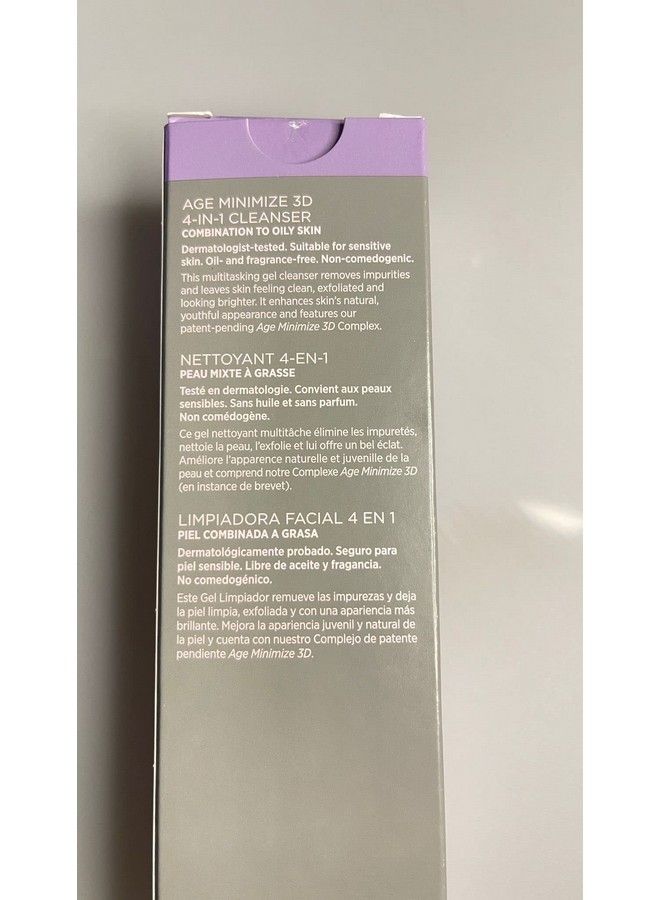 AGE MINIMIZE 3D
4-IN-1 CLEANSER
COMBINATION TO OILY SKIN
Dermatologist-tested. Suitable for sensitive
skin. Oil- and fragrance-free. Non-comedogenic.
This multitasking gel cleanser removes impurities
and leaves skin feeling clean, exfoliated and
looking brighter. It enhances skin's natural,
youthful appearance and features our
patent-pending Age Minimize 3D Complex.
NETTOYANT 4-EN-1
PEAU MIXTE À GRASSE
Testé en dermatologie. Convient aux peaux
sensibles. Sans huile et sans parfum.
Non comédogène.
Ce gel nettoyant multitâche élimine les impuretés,
nettoie la peau, l'exfolie et lui offre un bel éclat.
Améliore l'apparence naturelle et juvenille de la
peau et comprend notre Complexe Age Minimize 3D
(en instance de brevet).
LIMPIADORA FACIAL 4 EN 1
PIEL COMBINADA A GRASA
Dermatológicamente probado. Seguro para
piel sensible. Libre de aceite y fragancia.
No comedogénico.
Este Gel Limpiador remueve las impurezas y deja
la piel limpia, exfoliada y con una apariencia más
brillante. Mejora la apariencia juvenil y natural de
la piel y cuenta con nuestro Complejo de patente
pendiente Age Minimize 3D.